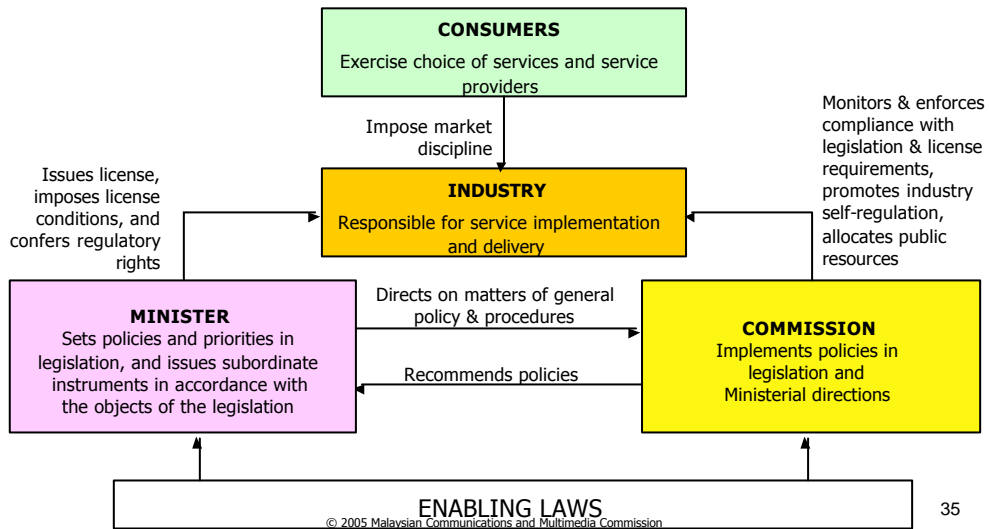 CONSUMERS
Exercise choice of services and service
providers
Impose market
discipline
Monitors & enforces
compliance with
legislation & license
requirements,
promotes industry
self-regulation,
allocates public
resources
Issues license,
imposes license
conditions, and
confers regulatory
rights
INDUSTRY
Responsible for service implementation
and delivery
MINISTER
Sets policies and priorities in
legislation, and issues subordinate
instruments in accordance with
the objects of the legislation
Directs on matters of general
policy & procedures
Recommends policies
COMMISSION
Implements policies in
legislation and
Ministerial directions
ENABLING LAWS
© 2005 Malaysian Communications and Multimedia Commission
35